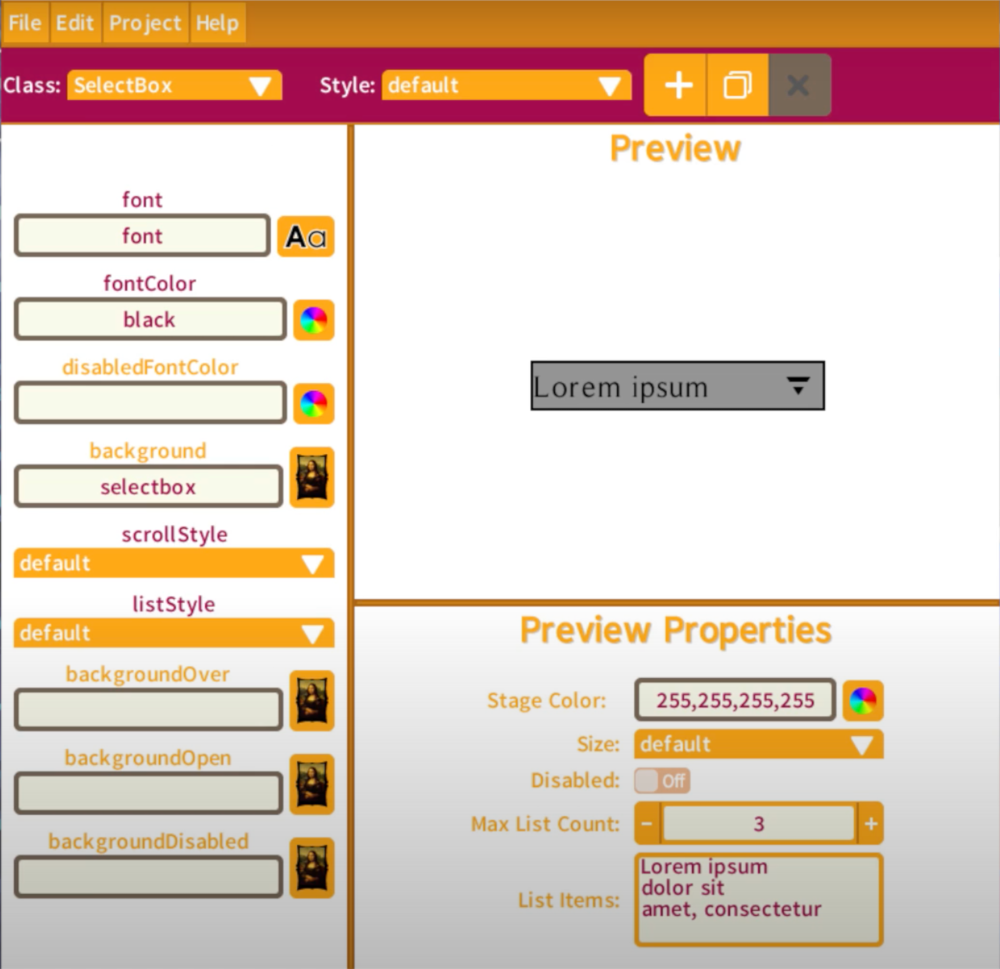 File Edit Project Help
Class: SelectBox Style: default
Preview
font
font Aa
fontColor
black
disabledFontColor
background
selectbox
scrollStyle
default
listStyle
default
backgroundOver
backgroundOpen
backgroundDisabled
Lorem ipsum
Preview Properties
Stage Color: 255,255,255,255
Size: default
Disabled: Off
Max List Count: - 3 +
List Items: Lorem ipsum
dolor sit
amet, consectetur